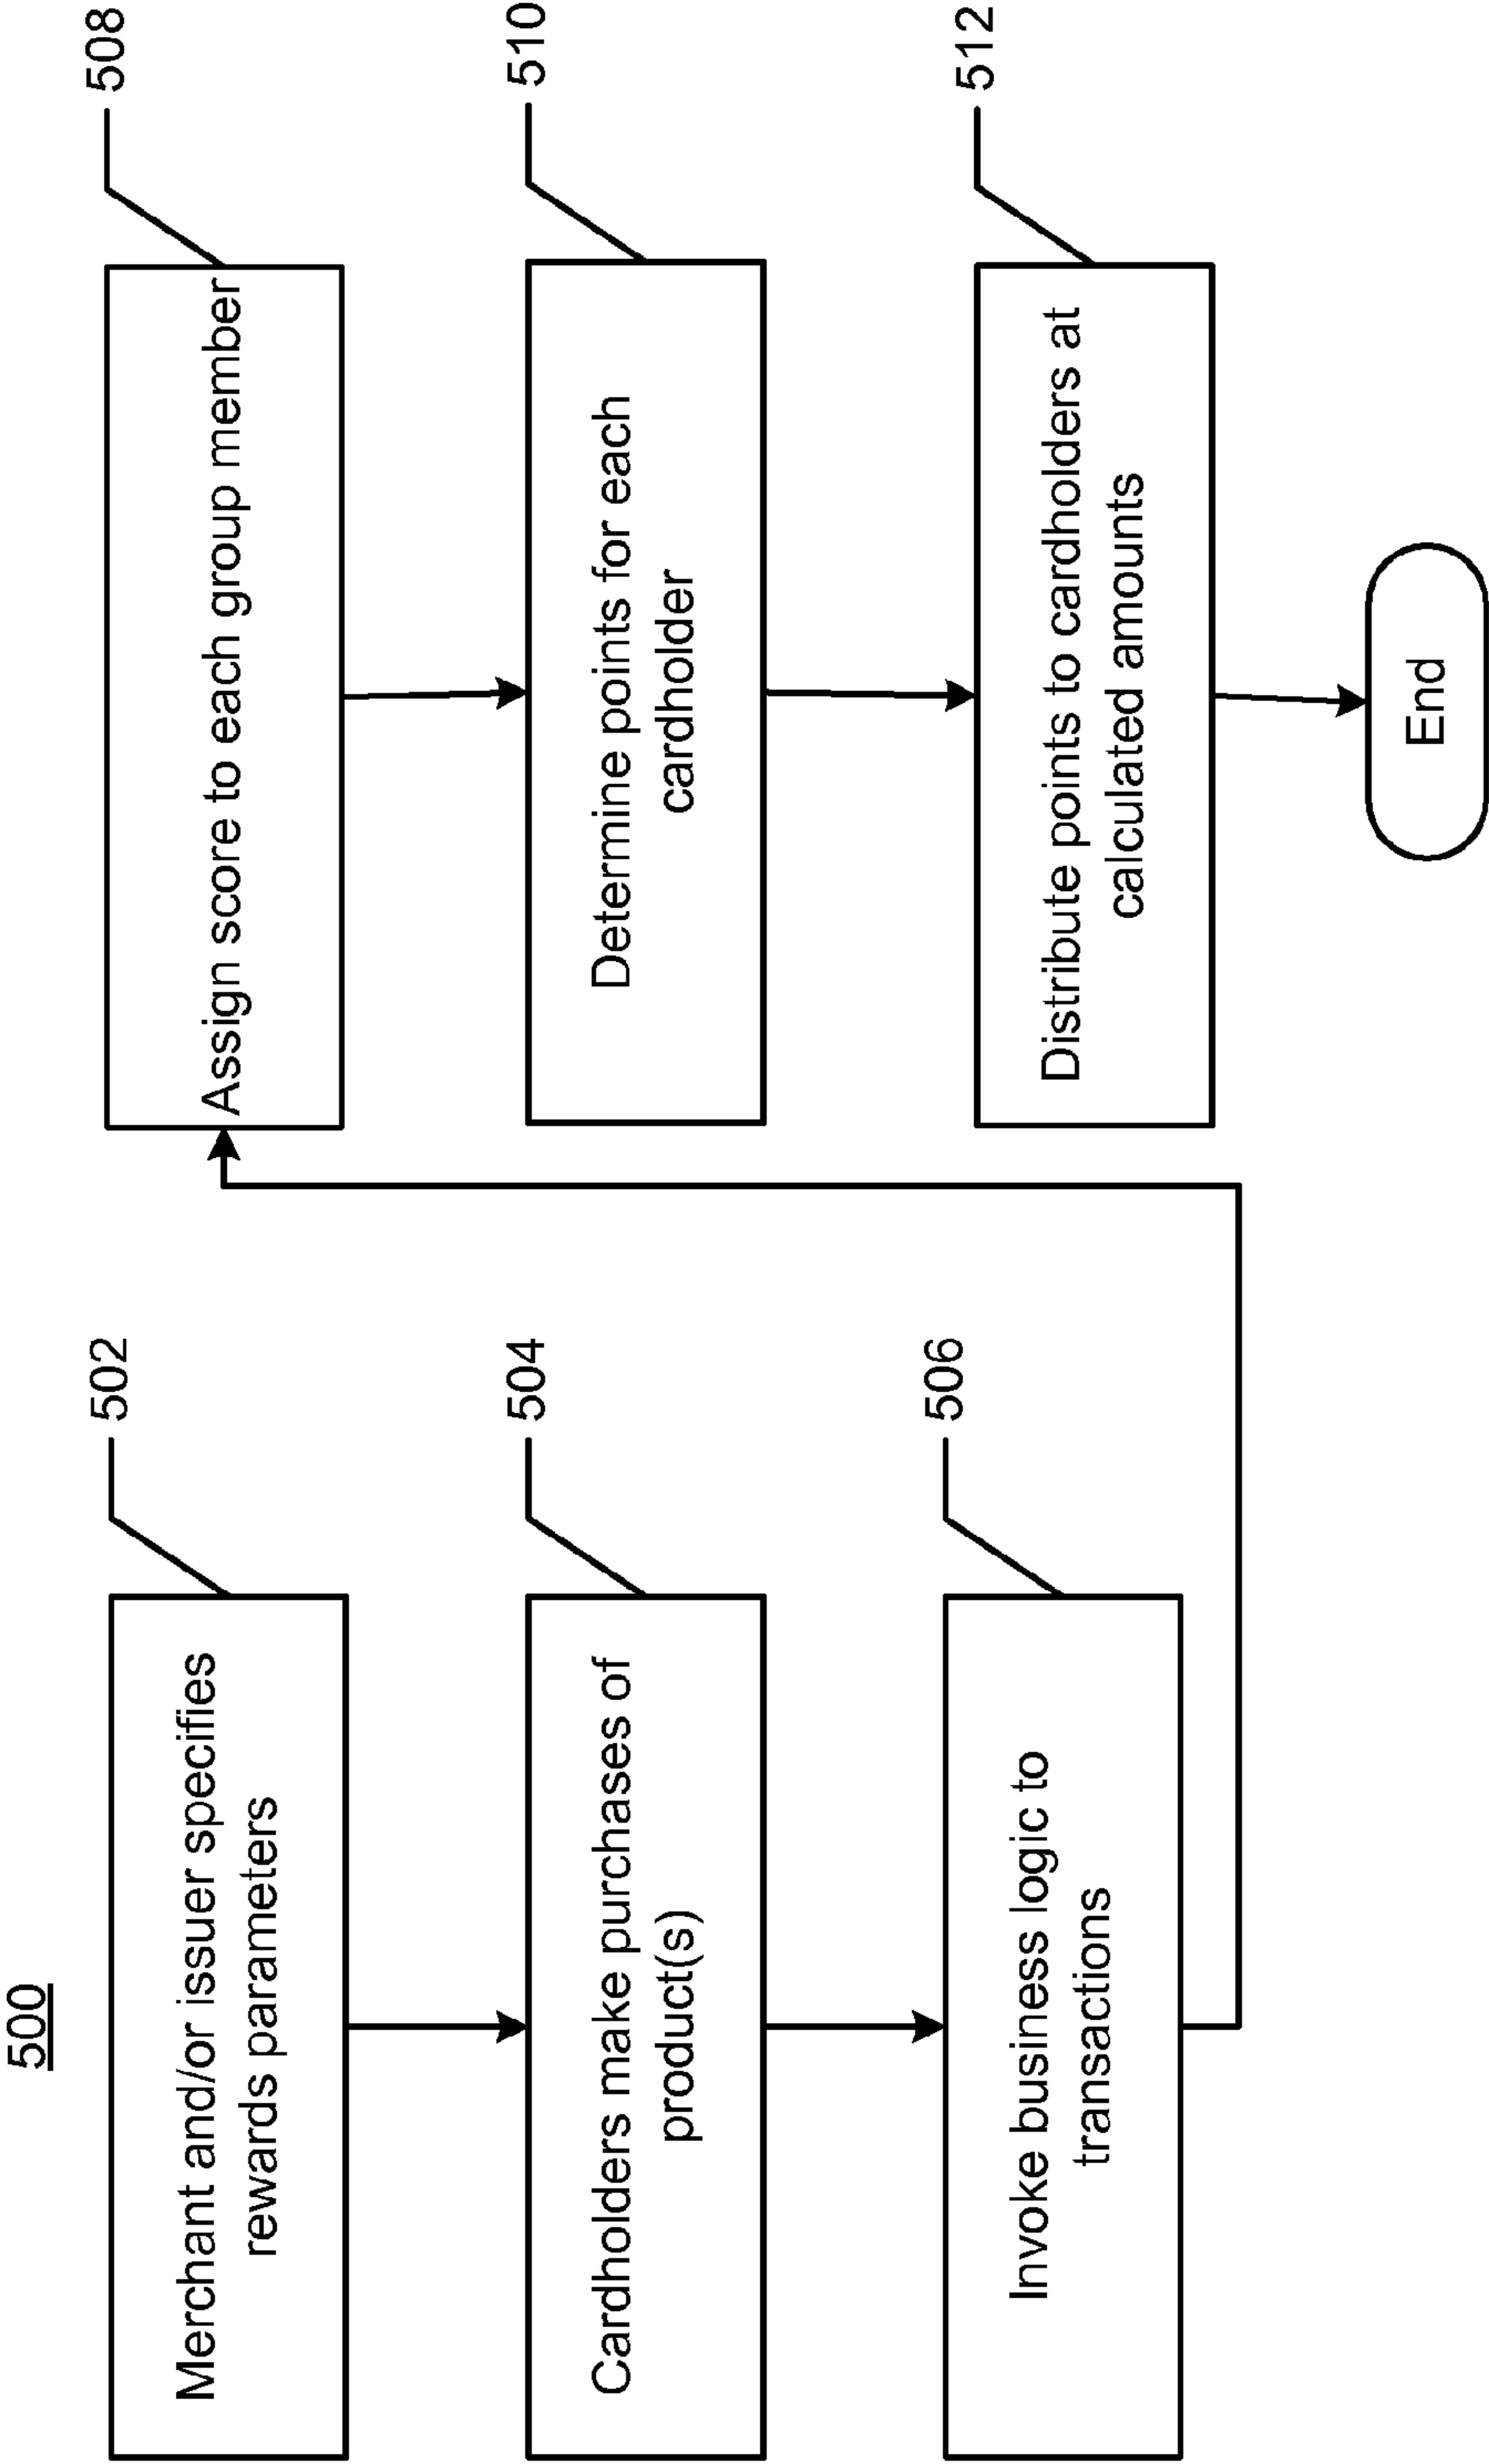 500
Merchant and/or issuer specifies
rewards parameters
502
Cardholders make purchases of
product(s)
504
Invoke business logic to
transactions
506
Assign score to each group member
508
Determine points for each
cardholder
510
Distribute points to cardholders at
calculated amounts
512
End